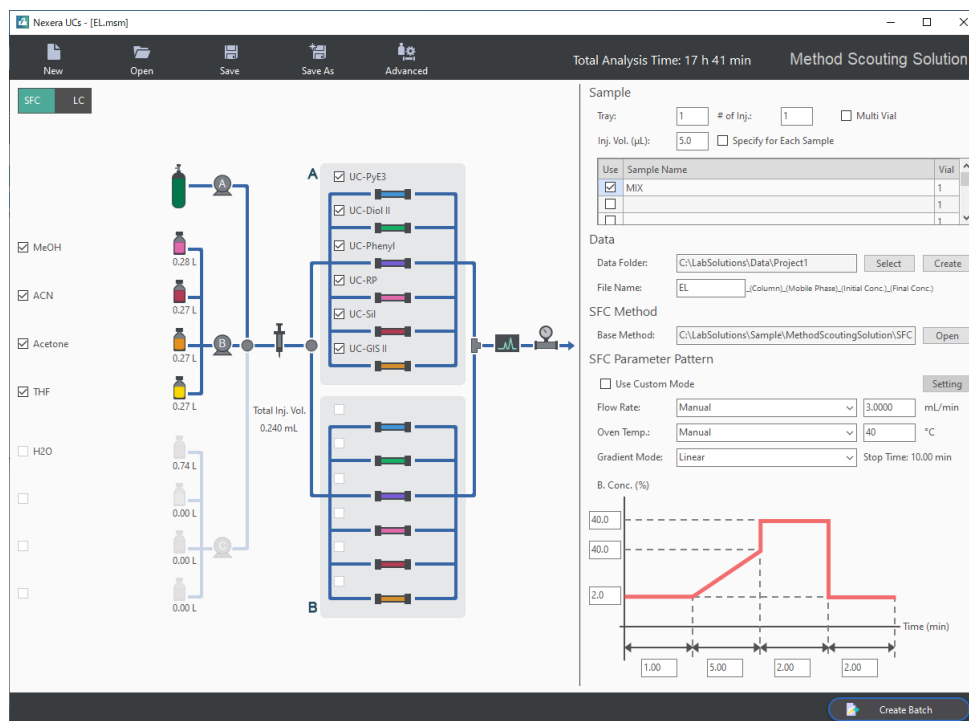 Nexera UCs - [EL.msm]
New
Open
Save
Save As
Advanced
Total Analysis Time: 17 h 41 min
Method Scouting Solution
SFC
LC
A
MeOH
0.28 L
ACN
0.27 L
Acetone
B
0.27 L
THF
0.27 L
H2O
0.74 L
0.00 L
C
0.00 L
0.00 L
Total Inj. Vol.
0.240 mL
A
UC-PyE3
UC-Diol II
UC-Phenyl
UC-RP
UC-Sil
UC-GIS II
B
Sample
Tray: 1 # of Inj.: 1 Multi Vial
Inj. Vol. (µL): 5.0 Specify for Each Sample
Use Sample Name Vial
MIX 1
1
1
Data
Data Folder: C:\LabSolutions\Data\Project1 Select Create
File Name: EL _(Column)_(Mobile Phase)_(Initial Conc.)_(Final Conc.)
SFC Method
Base Method: C:\LabSolutions\Sample\MethodScoutingSolution\SFC Open
SFC Parameter Pattern
Use Custom Mode Setting
Flow Rate: Manual 3.0000 mL/min
Oven Temp.: Manual 40 °C
Gradient Mode: Linear Stop Time: 10.00 min
B. Conc. (%)
40.0
40.0
2.0
Time (min)
1.00 5.00 2.00 2.00
Create Batch